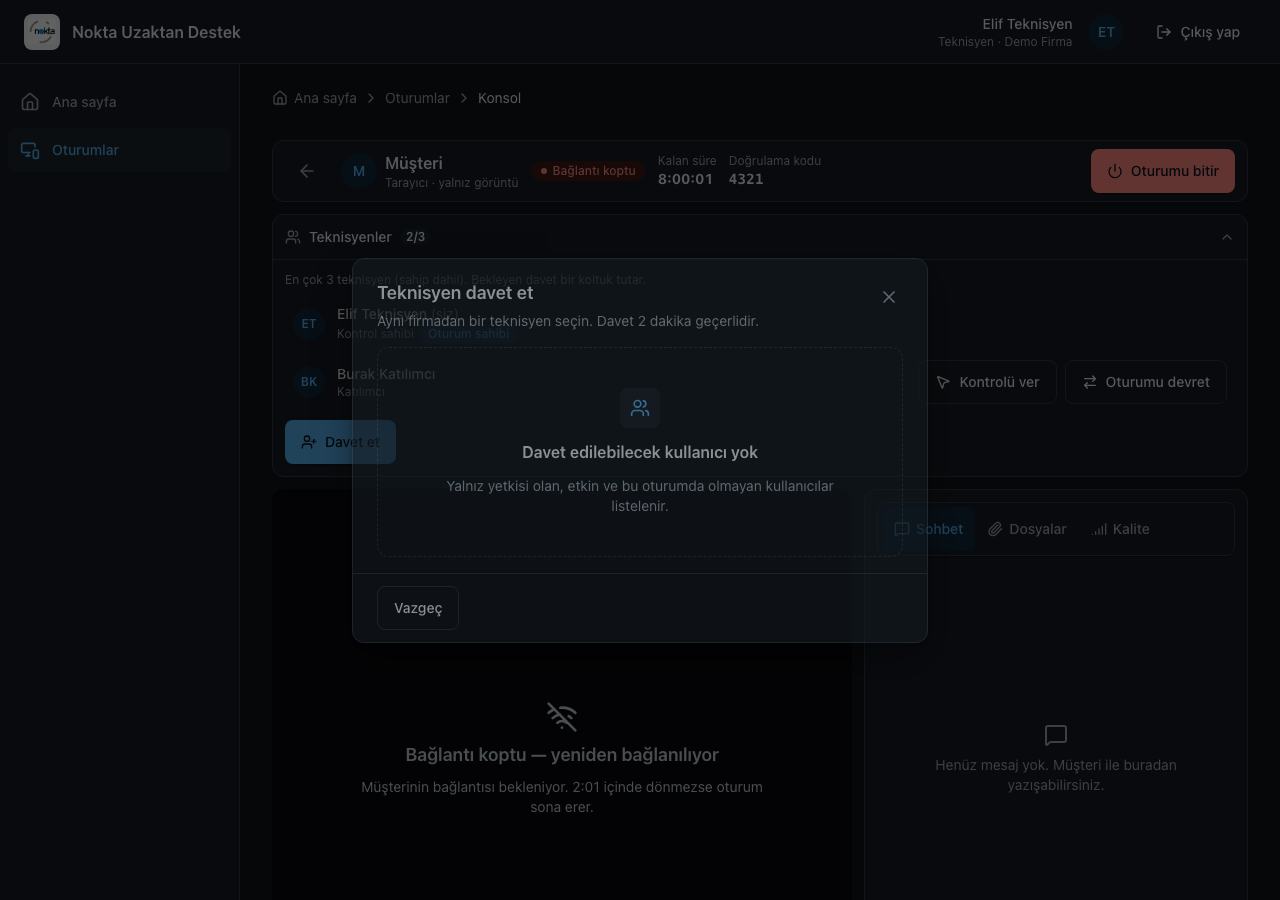 nokta
Nokta Uzaktan Destek
Elif Teknisyen
Teknisyen · Demo Firma
ET
Çıkış yap
Ana sayfa
Oturumlar
Ana sayfa
Oturumlar
Konsol
M
Müşteri
Tarayıcı · yalnız görüntü
Bağlantı koptu
Kalan süre
8:00:01
Doğrulama kodu
4321
Oturumu bitir
Teknisyenler
2/3
En çok 3 teknisyen (sahip dahil). Bekleyen davet bir koltuk tutar.
ET
Elif Teknisyen (siz)
Kontrol sahibi
Oturum sahibi
BK
Burak Katılımcı
Katılımcı
Kontrolü ver
Oturumu devret
Davet et
Teknisyen davet et
Aynı firmadan bir teknisyen seçin. Davet 2 dakika geçerlidir.
Davet edilebilecek kullanıcı yok
Yalnız yetkisi olan, etkin ve bu oturumda olmayan kullanıcılar
listelenir.
Vazgeç
Sohbet
Dosyalar
Kalite
Bağlantı koptu — yeniden bağlanılıyor
Müşterinin bağlantısı bekleniyor. 2:01 içinde dönmezse oturum
sona erer.
Henüz mesaj yok. Müşteri ile buradan
yazışabilirsiniz.